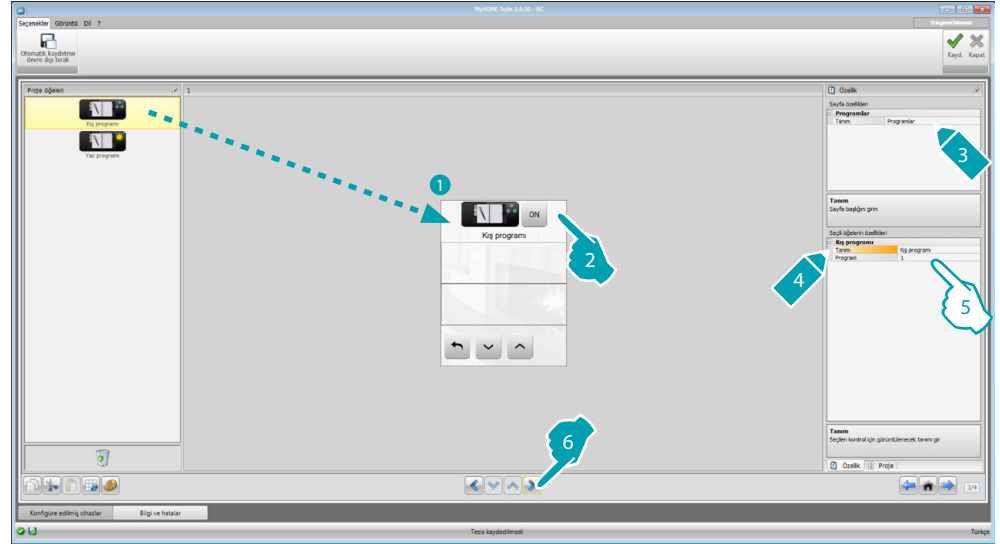 MyHOME Suite 1.0.20 - RC
Seçenekler Görüntü Dil ?
Otomatik kaydetme
devre dışı bırak
Kayd. Kapat
Proje öğeleri
1
Özellik
Kış programı
Yaz programı
1
ON
Kış programı
2
Sayfa özellikleri
Programlar
Tanım Programlar
3
Tanım
Sayfa başlığını girin
Seçili öğelerin özellikleri
Kış programı
Tanım Kış programı
Program 1
4
5
6
Tanım
Seçilen kontrol için görüntülenecek tanımı gir
Özellik Proje
3/4
Konfigüre edilmiş cihazlar Bilgi ve hatalar
Tesis kaydedilmedi
Türkçe